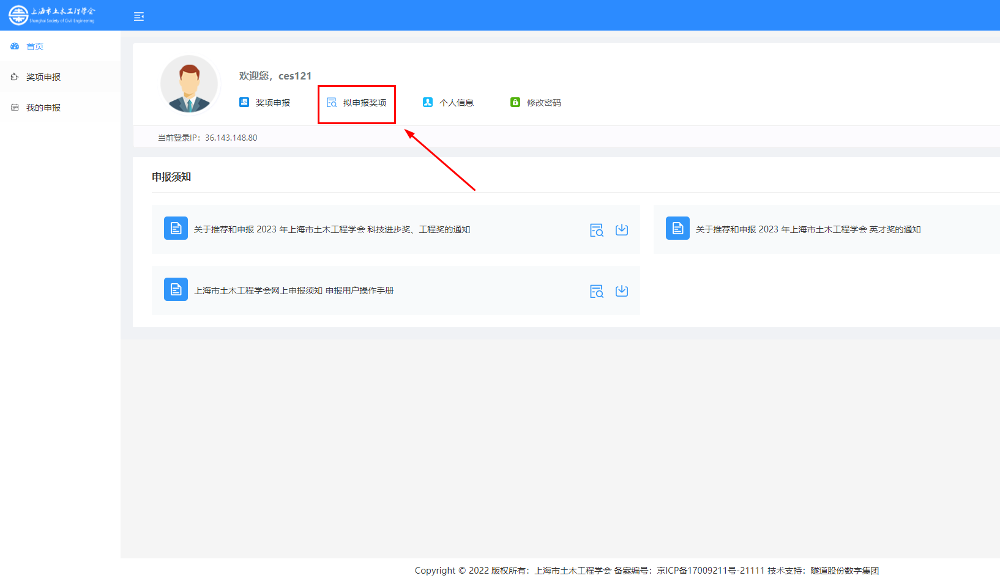 上海市土木工程学会
Shanghai Society of Civil Engineering
首页
奖项申报
我的申报
欢迎您，ces121
奖项申报
拟申报奖项
个人信息
修改密码
当前登录IP：36.143.148.80
申报须知
关于推荐和申报 2023 年上海市土木工程学会 科技进步奖、工程奖的通知
关于推荐和申报 2023 年上海市土木工程学会 英才奖的通知
上海市土木工程学会网上申报须知 申报用户操作手册
Copyright © 2022 版权所有：上海市土木工程学会 备案编号：京ICP备17009211号-21111 技术支持：隧道股份数字集团